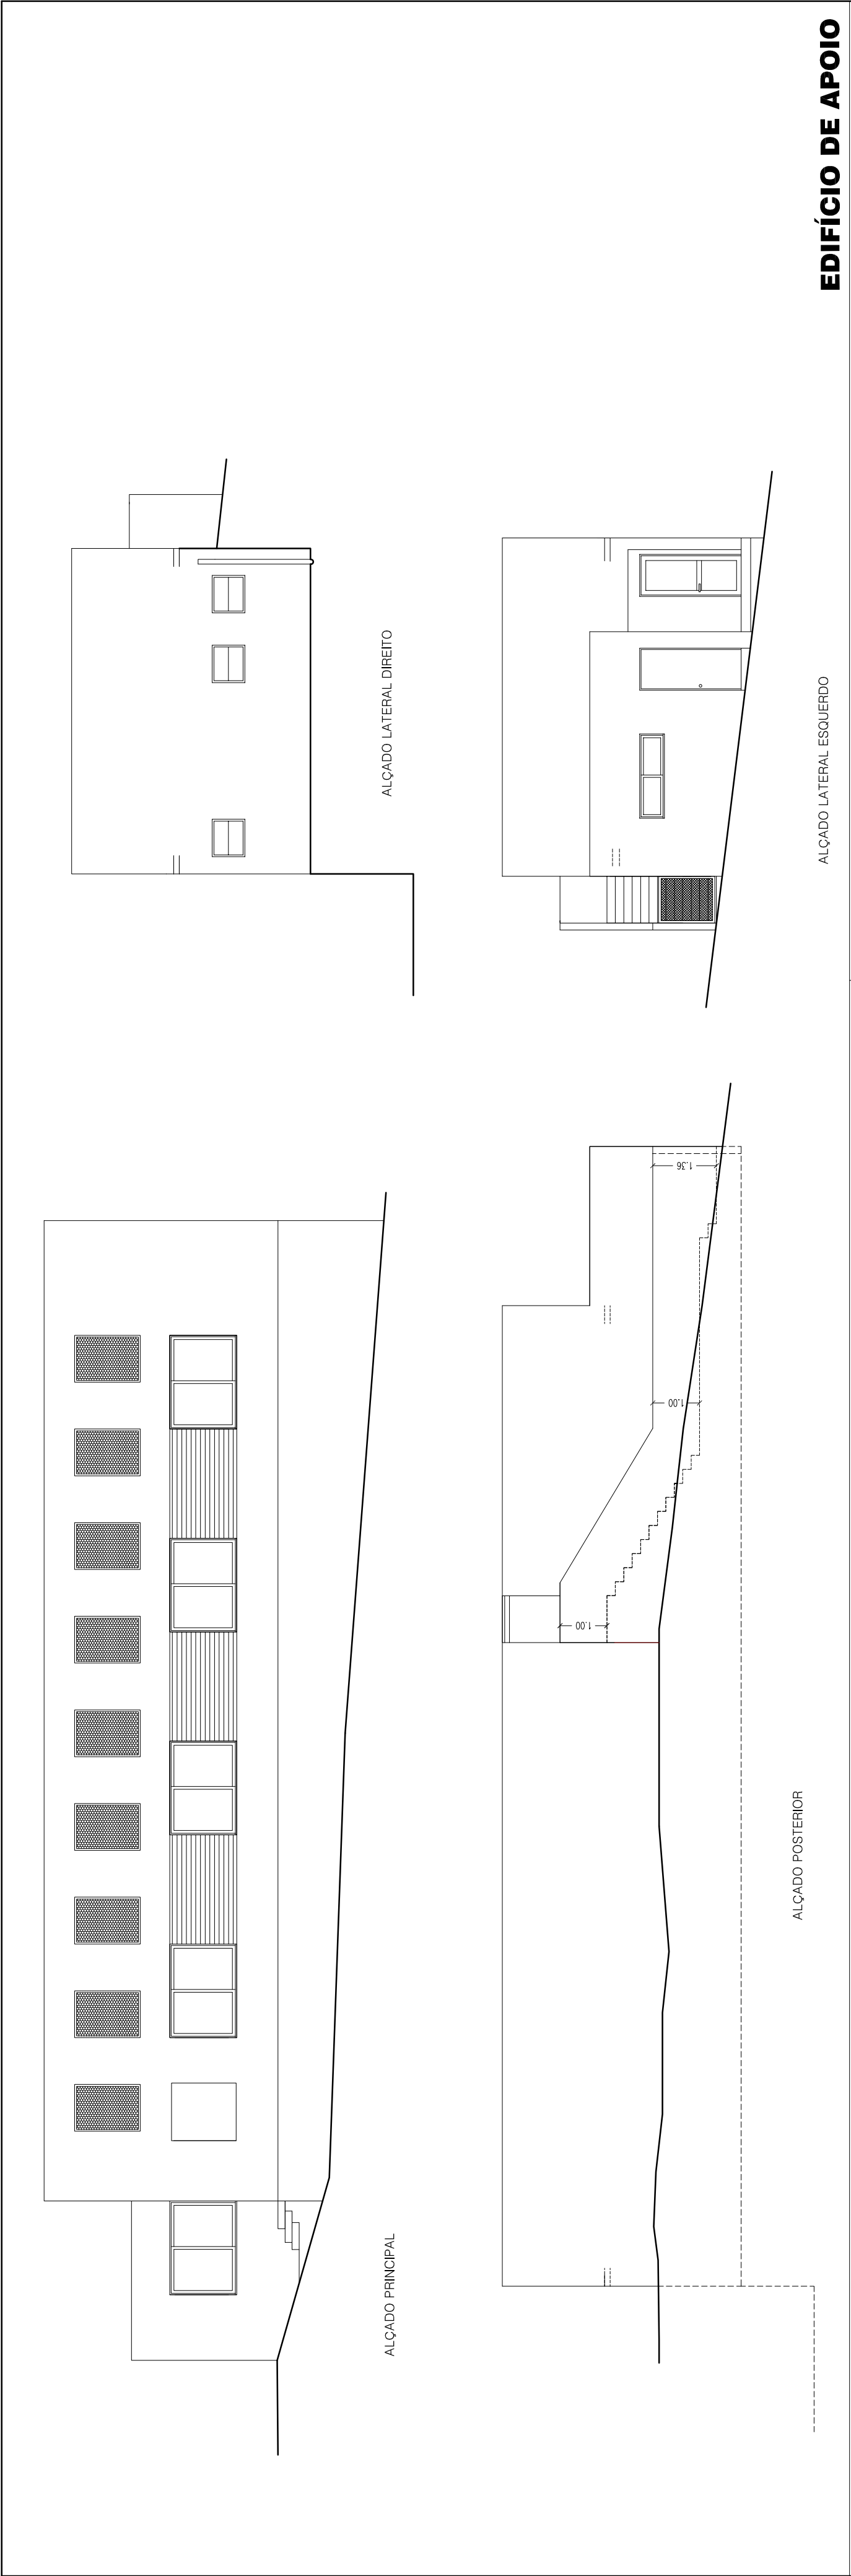 ALÇADO PRINCIPAL
ALÇADO LATERAL DIREITO
1.00
1.00
1.36
ALÇADO POSTERIOR
ALÇADO LATERAL ESQUERDO
EDIFÍCIO DE APOIO